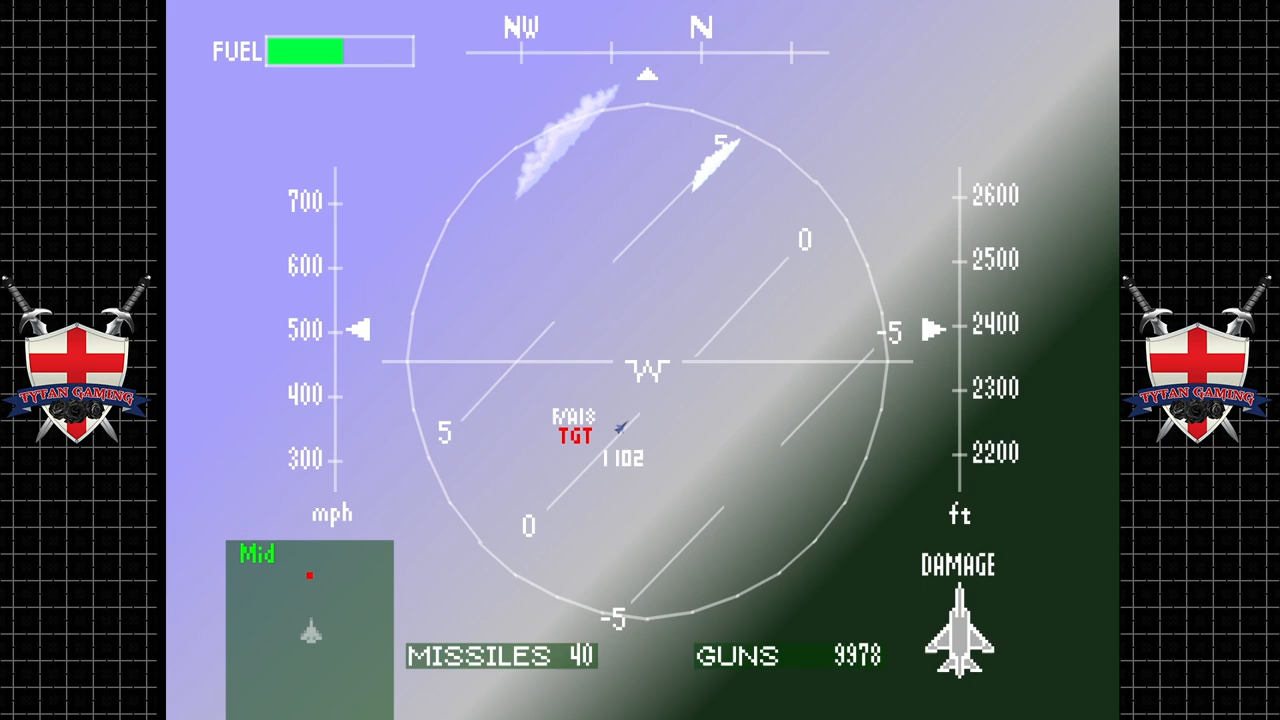 NW N
FUEL
5
0
-5
700
600
500
400
300
mph
2600
2500
2400
2300
2200
ft
5
0
-5
RAIS
TGT
1102
Mid
MISSILES 40
GUNS 9978
DAMAGE
TYTAN GAMING
TYTAN GAMING